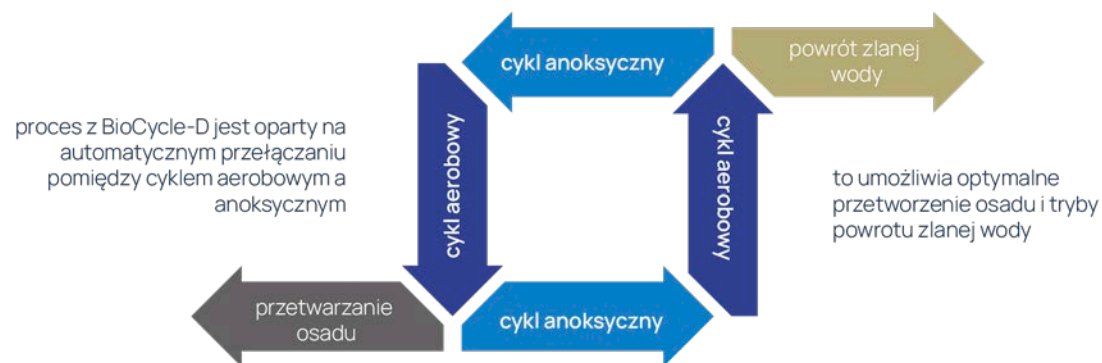 cykl anoksyczny
powrót zlanej
wody
proces z BioCycle-D jest oparty na
automatycznym przełączaniu
pomiędzy cyklem aerobowym a
anoksycznym
cykl aerobowy
cykl aerobowy
to umożliwia optymalne
przetworzenie osadu i tryby
powrotu zlanej wody
przetwarzanie
osadu
cykl anoksyczny